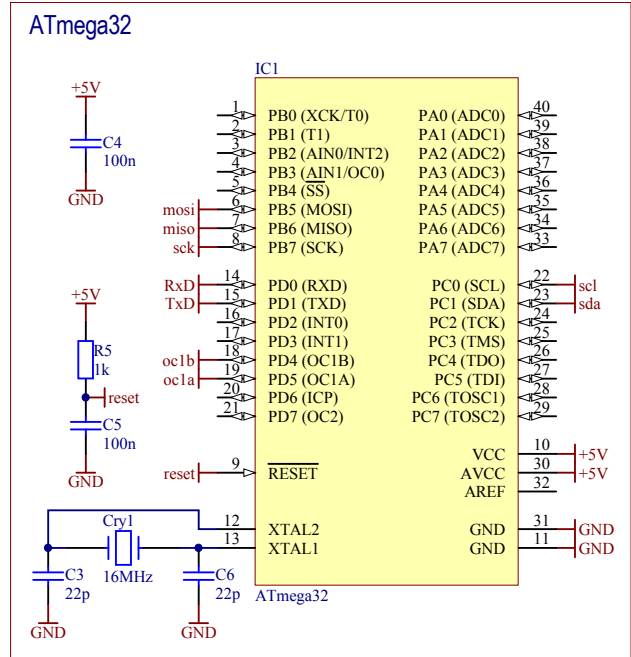 ATmega32
IC1
+5V
C4
100n
GND
+5V
R5
1k
reset
C5
100n
GND
mosi
miso
sck
RxD
TxD
oc1b
oc1a
reset
1 PB0 (XCK/T0)
2 PB1 (T1)
3 PB2 (AIN0/INT2)
4 PB3 (AIN1/OC0)
5 PB4 (SS)
6 PB5 (MOSI)
7 PB6 (MISO)
8 PB7 (SCK)
14 PD0 (RXD)
15 PD1 (TXD)
16 PD2 (INT0)
17 PD3 (INT1)
18 PD4 (OC1B)
19 PD5 (OC1A)
20 PD6 (ICP)
21 PD7 (OC2)
9 RESET
12 XTAL2
13 XTAL1
PA0 (ADC0) 40
PA1 (ADC1) 39
PA2 (ADC2) 38
PA3 (ADC3) 37
PA4 (ADC4) 36
PA5 (ADC5) 35
PA6 (ADC6) 34
PA7 (ADC7) 33
PC0 (SCL) 22 scl
PC1 (SDA) 23 sda
PC2 (TCK) 24
PC3 (TMS) 25
PC4 (TDO) 26
PC5 (TDI) 27
PC6 (TOSC1) 28
PC7 (TOSC2) 29
VCC 10 +5V
AVCC 30 +5V
AREF 32
GND 31 GND
GND 11 GND
Cry1
16MHz
C3
22p
GND
C6
22p
GND
ATmega32